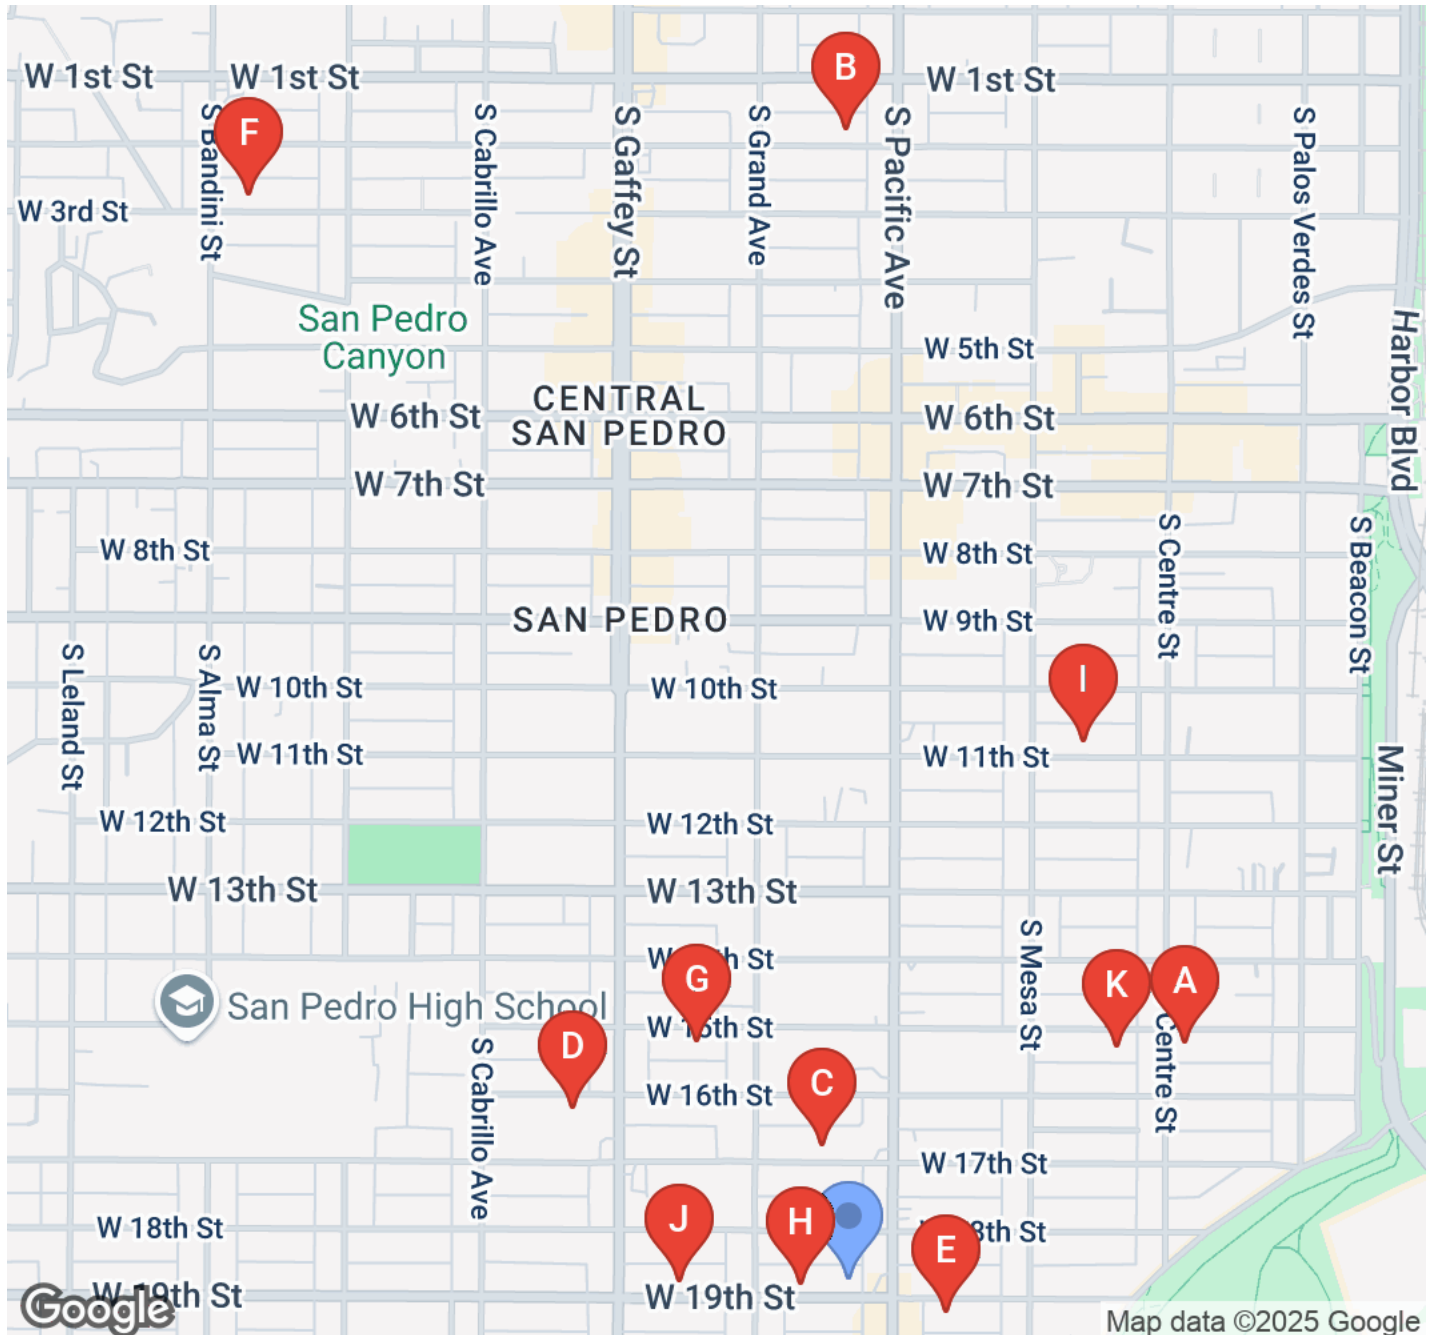 W 1st St
W 1st St
B
W 1st St
F
S Bandini St
S Cabrillo Ave
S Gaffey St
S Grand Ave
S Pacific Ave
S Palos Verdes St
W 3rd St
San Pedro
Canyon
Harbor Blvd
W 5th St
CENTRAL
SAN PEDRO
W 6th St
W 6th St
W 7th St
W 7th St
W 8th St
W 8th St
S Centre St
S Beacon St
SAN PEDRO
W 9th St
S Leland St
S Alma St
W 10th St
W 10th St
I
W 11th St
W 11th St
Miner St
W 12th St
W 12th St
W 13th St
W 13th St
S Mesa St
G
K
A
San Pedro High School
W 15th St
D
S Cabrillo Ave
Centre St
C
W 16th St
W 17th St
W 18th St
J
H
E
W 19th St
W 19th St
Google
Map data ©2025 Google